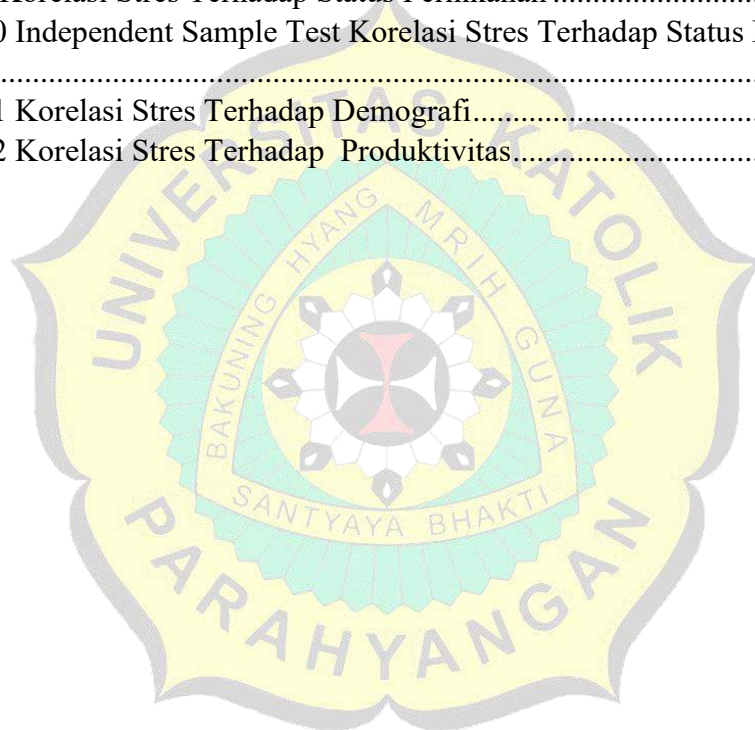 Korelasi Stres Terhadap Status
0 Independent Sample Test Korelasi Stres Terhadap Status
1 Korelasi Stres Terhadap Demografi
2 Korelasi Stres Terhadap Produktivitas
UNIVERSITAS KATOLIK
BAKUNING HYANG MRIH GUNA
SANTYAYA BHAKTI
PARAHYANGAN